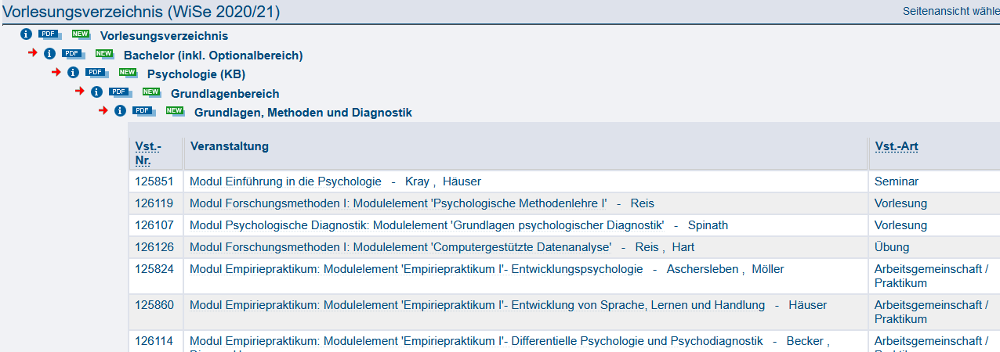 Vorlesungsverzeichnis (WiSe 2020/21) Seitenansicht wähle
PDF NEW Vorlesungsverzeichnis
PDF NEW Bachelor (inkl. Optionalbereich)
PDF NEW Psychologie (KB)
PDF NEW Grundlagenbereich
PDF NEW Grundlagen, Methoden und Diagnostik
Vst.-
Nr. Veranstaltung Vst.-Art
125851 Modul Einführung in die Psychologie - Kray , Häuser Seminar
126119 Modul Forschungsmethoden I: Modulelement 'Psychologische Methodenlehre I' - Reis Vorlesung
126107 Modul Psychologische Diagnostik: Modulelement 'Grundlagen psychologischer Diagnostik' - Spinath Vorlesung
126126 Modul Forschungsmethoden I: Modulelement 'Computergestützte Datenanalyse' - Reis , Hart Übung
125824 Modul Empiriepraktikum: Modulelement 'Empiriepraktikum I'- Entwicklungspsychologie - Aschersleben , Möller Arbeitsgemeinschaft /
Praktikum
125860 Modul Empiriepraktikum: Modulelement 'Empiriepraktikum I'- Entwicklung von Sprache, Lernen und Handlung - Häuser Arbeitsgemeinschaft /
Praktikum
126114 Modul Empiriepraktikum: Modulelement 'Empiriepraktikum I'- Differentielle Psychologie und Psychodiagnostik - Becker , Arbeitsgemeinschaft /